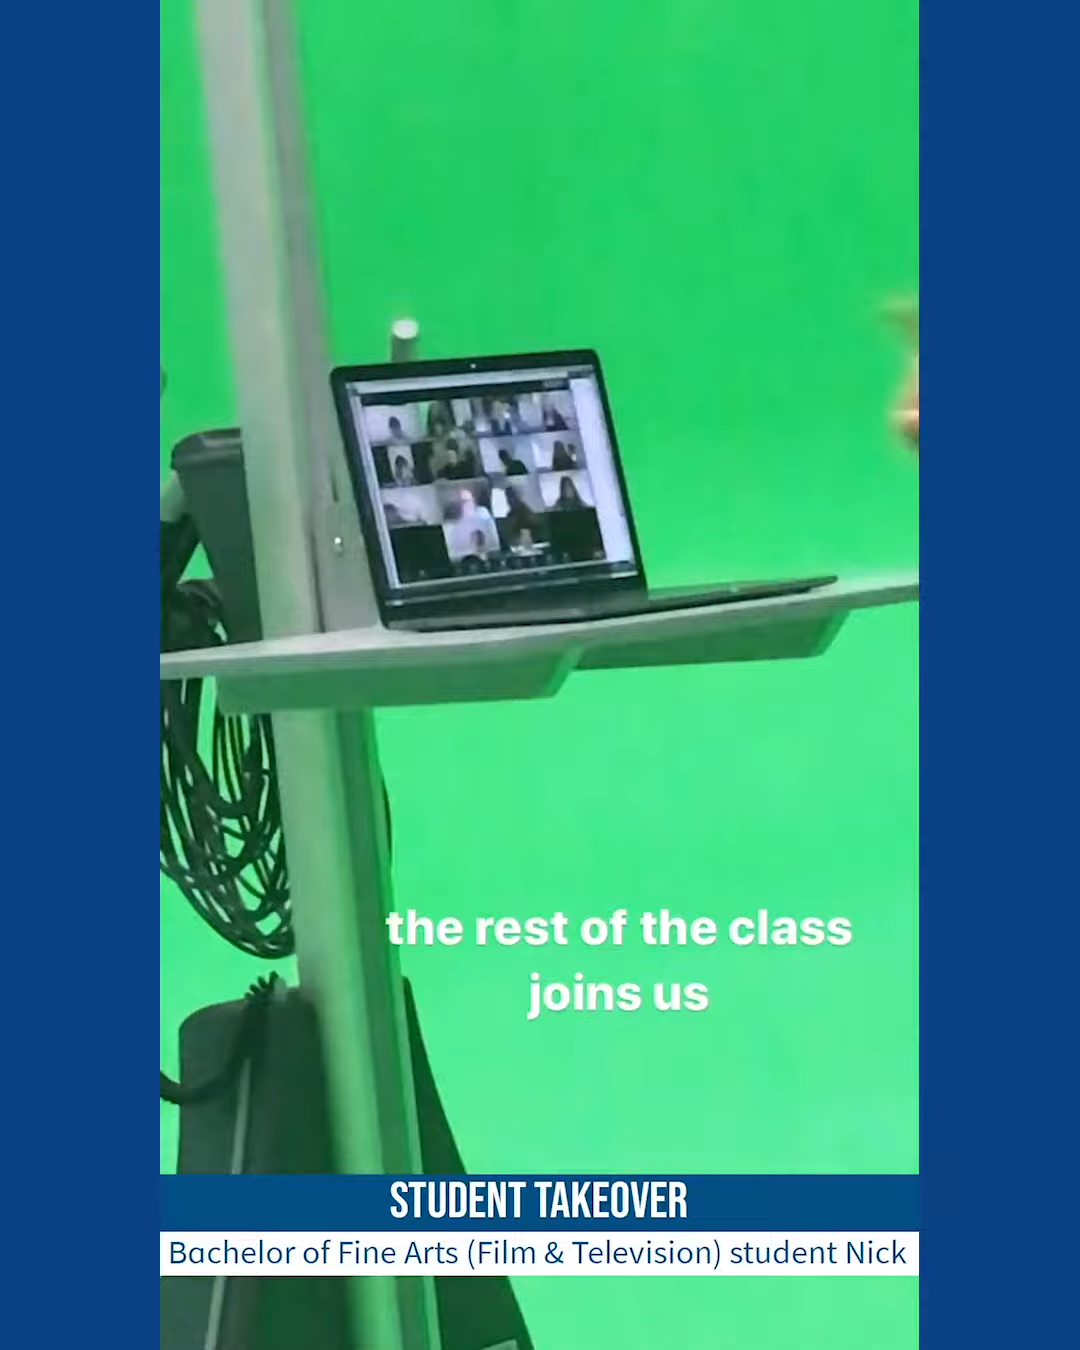 the rest of the class
joins us
STUDENT TAKEOVER
Bachelor of Fine Arts (Film & Television) student Nick